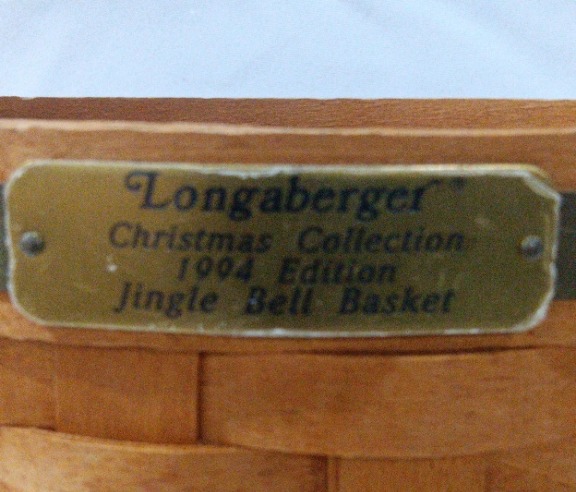 Longaberger®
Christmas Collection
1994 Edition
Jingle Bell Basket